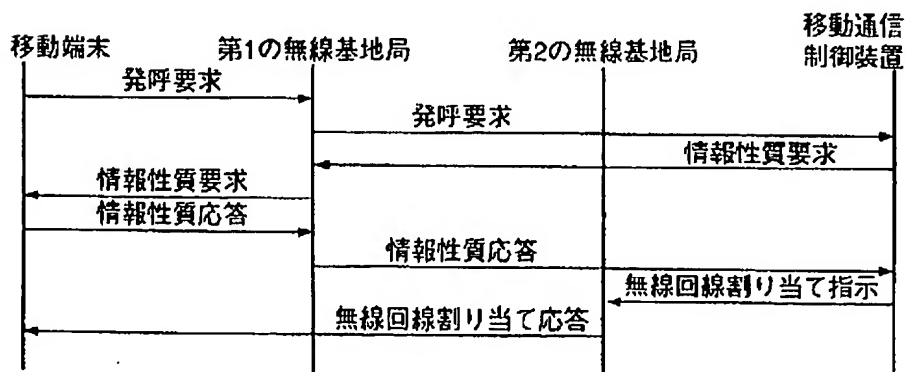 移動端末
第1の無線基地局
第2の無線基地局
移動通信
制御装置
発呼要求
発呼要求
情報性質要求
情報性質要求
情報性質応答
情報性質応答
無線回線割り当て指示
無線回線割り当て応答